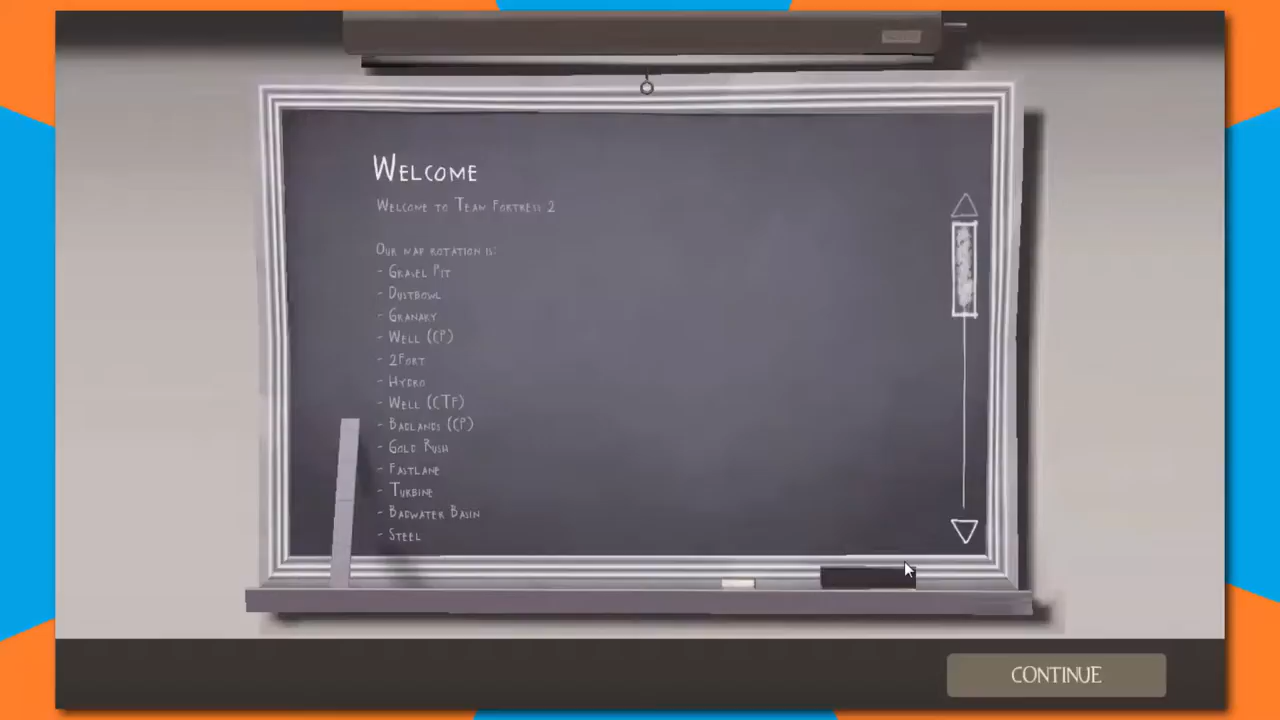 Welcome
Welcome to Team Fortress 2
Our map rotation is:
- Gravel Pit
- Dustbowl
- Granary
- Well (CP)
- 2Fort
- Hydro
- Well (CTF)
- Badlands (CP)
- Gold Rush
- Fastlane
- Turbine
- Badwater Basin
- Steel
CONTINUE